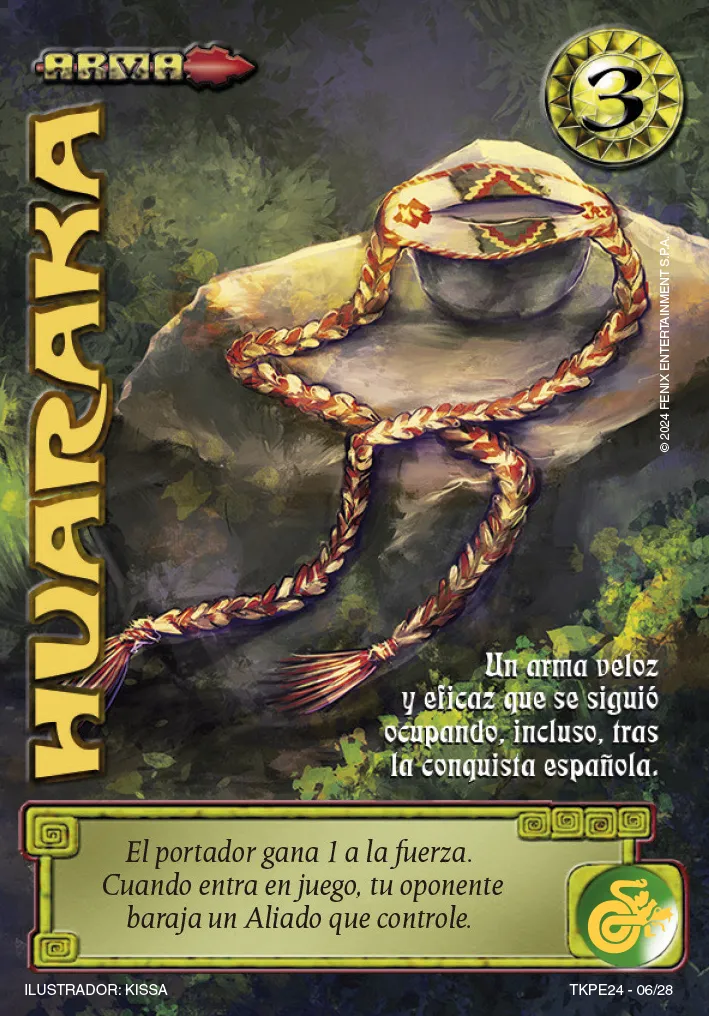 ARMA
3
HUARAKA
© 2024 FENIX ENTERTAINMENT S.P.A.
Un arma veloz
y eficaz que se siguió
ocupando, incluso, tras
la conquista española.
El portador gana 1 a la fuerza.
Cuando entra en juego, tu oponente
baraja un Aliado que controle.
ILUSTRADOR: KISSA
TKPE24 - 06/28